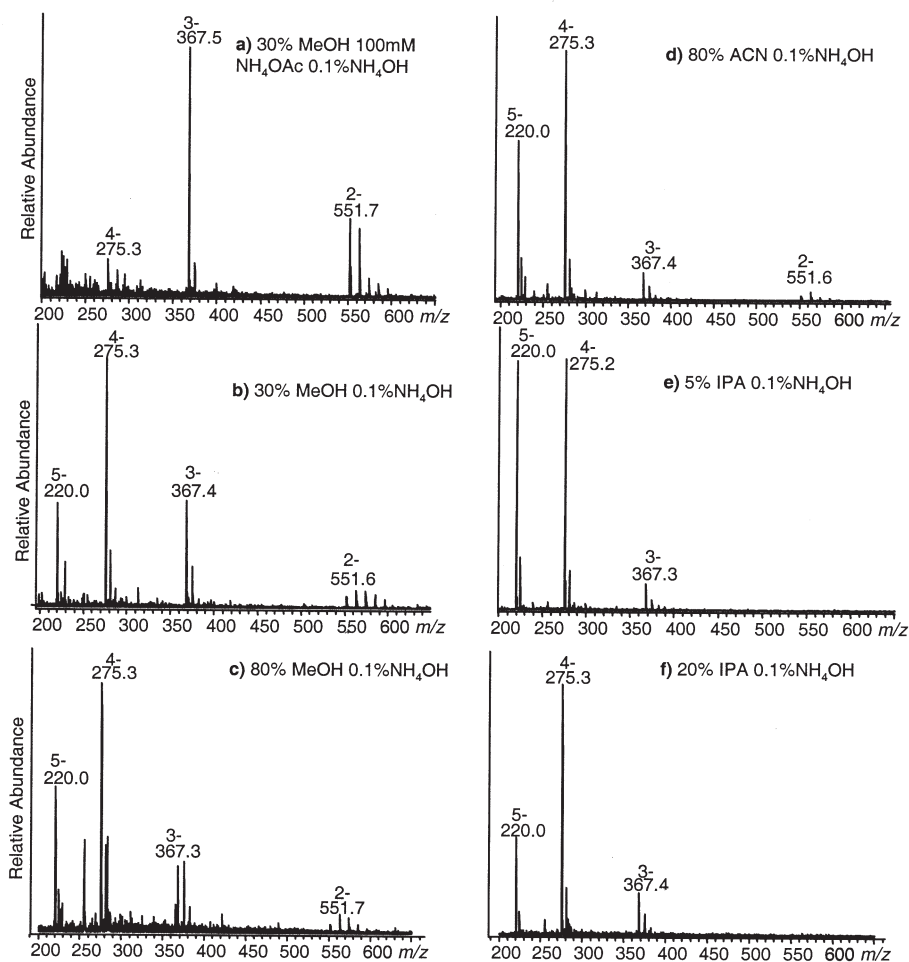 3-
367.5
a) 30% MeOH 100mM
NH₄OAc 0.1%NH₄OH
2-
551.7
4-
275.3
Relative Abundance
200 250 300 350 400 450 500 550 600 m/z
4-
275.3
b) 30% MeOH 0.1%NH₄OH
5-
220.0
3-
367.4
2-
551.6
Relative Abundance
200 250 300 350 400 450 500 550 600 m/z
4-
275.3
c) 80% MeOH 0.1%NH₄OH
5-
220.0
3-
367.3
2-
551.7
Relative Abundance
200 250 300 350 400 450 500 550 600 m/z
4-
275.3
d) 80% ACN 0.1%NH₄OH
5-
220.0
3-
367.4
2-
551.6
200 250 300 350 400 450 500 550 600 m/z
5-
220.0
4-
275.2
e) 5% IPA 0.1%NH₄OH
3-
367.3
200 250 300 350 400 450 500 550 600 m/z
4-
275.3
f) 20% IPA 0.1%NH₄OH
5-
220.0
3-
367.4
200 250 300 350 400 450 500 550 600 m/z